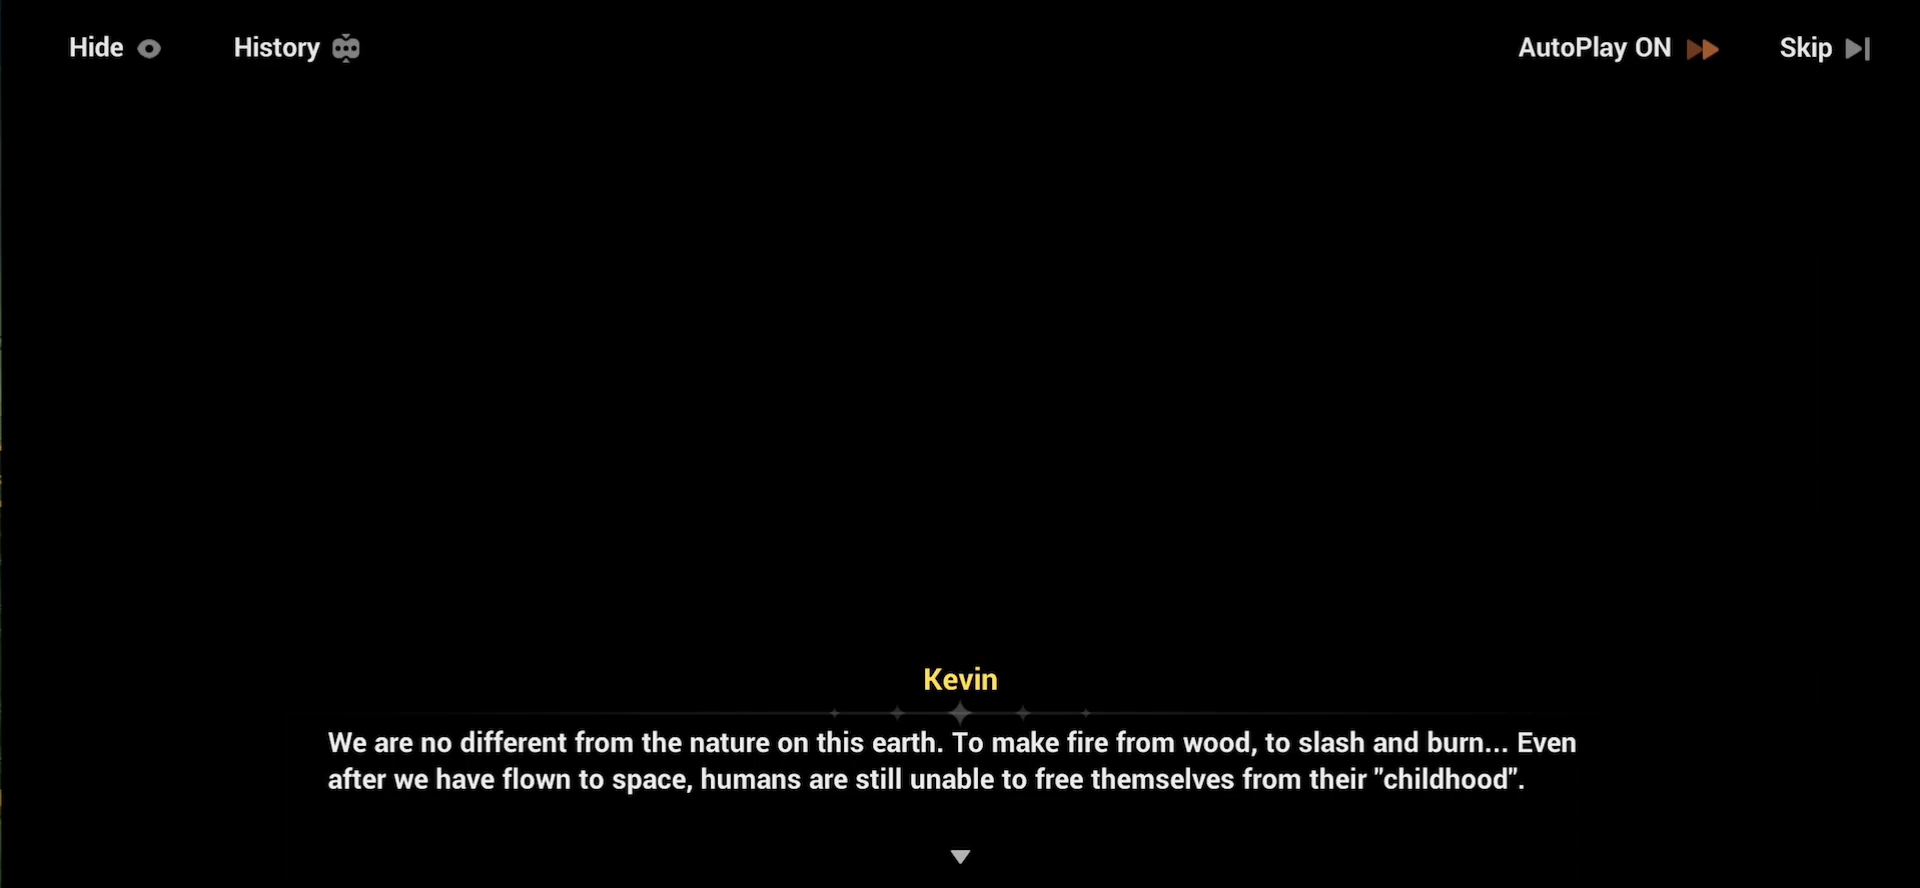 Hide
History
AutoPlay ON
Skip
Kevin
We are no different from the nature on this earth. To make fire from wood, to slash and burn... Even
after we have flown to space, humans are still unable to free themselves from their "childhood".